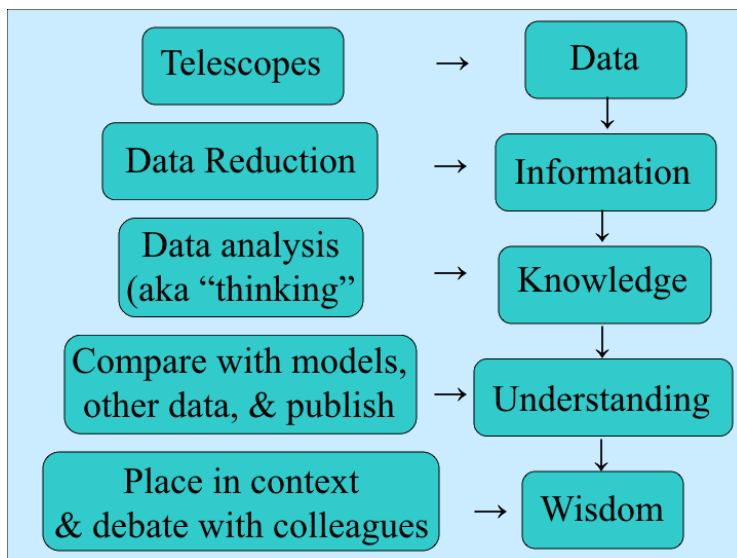 Telescopes → Data
Data Reduction → Information
Data analysis
(aka “thinking” → Knowledge
Compare with models,
other data, & publish → Understanding
Place in context
& debate with colleagues → Wisdom